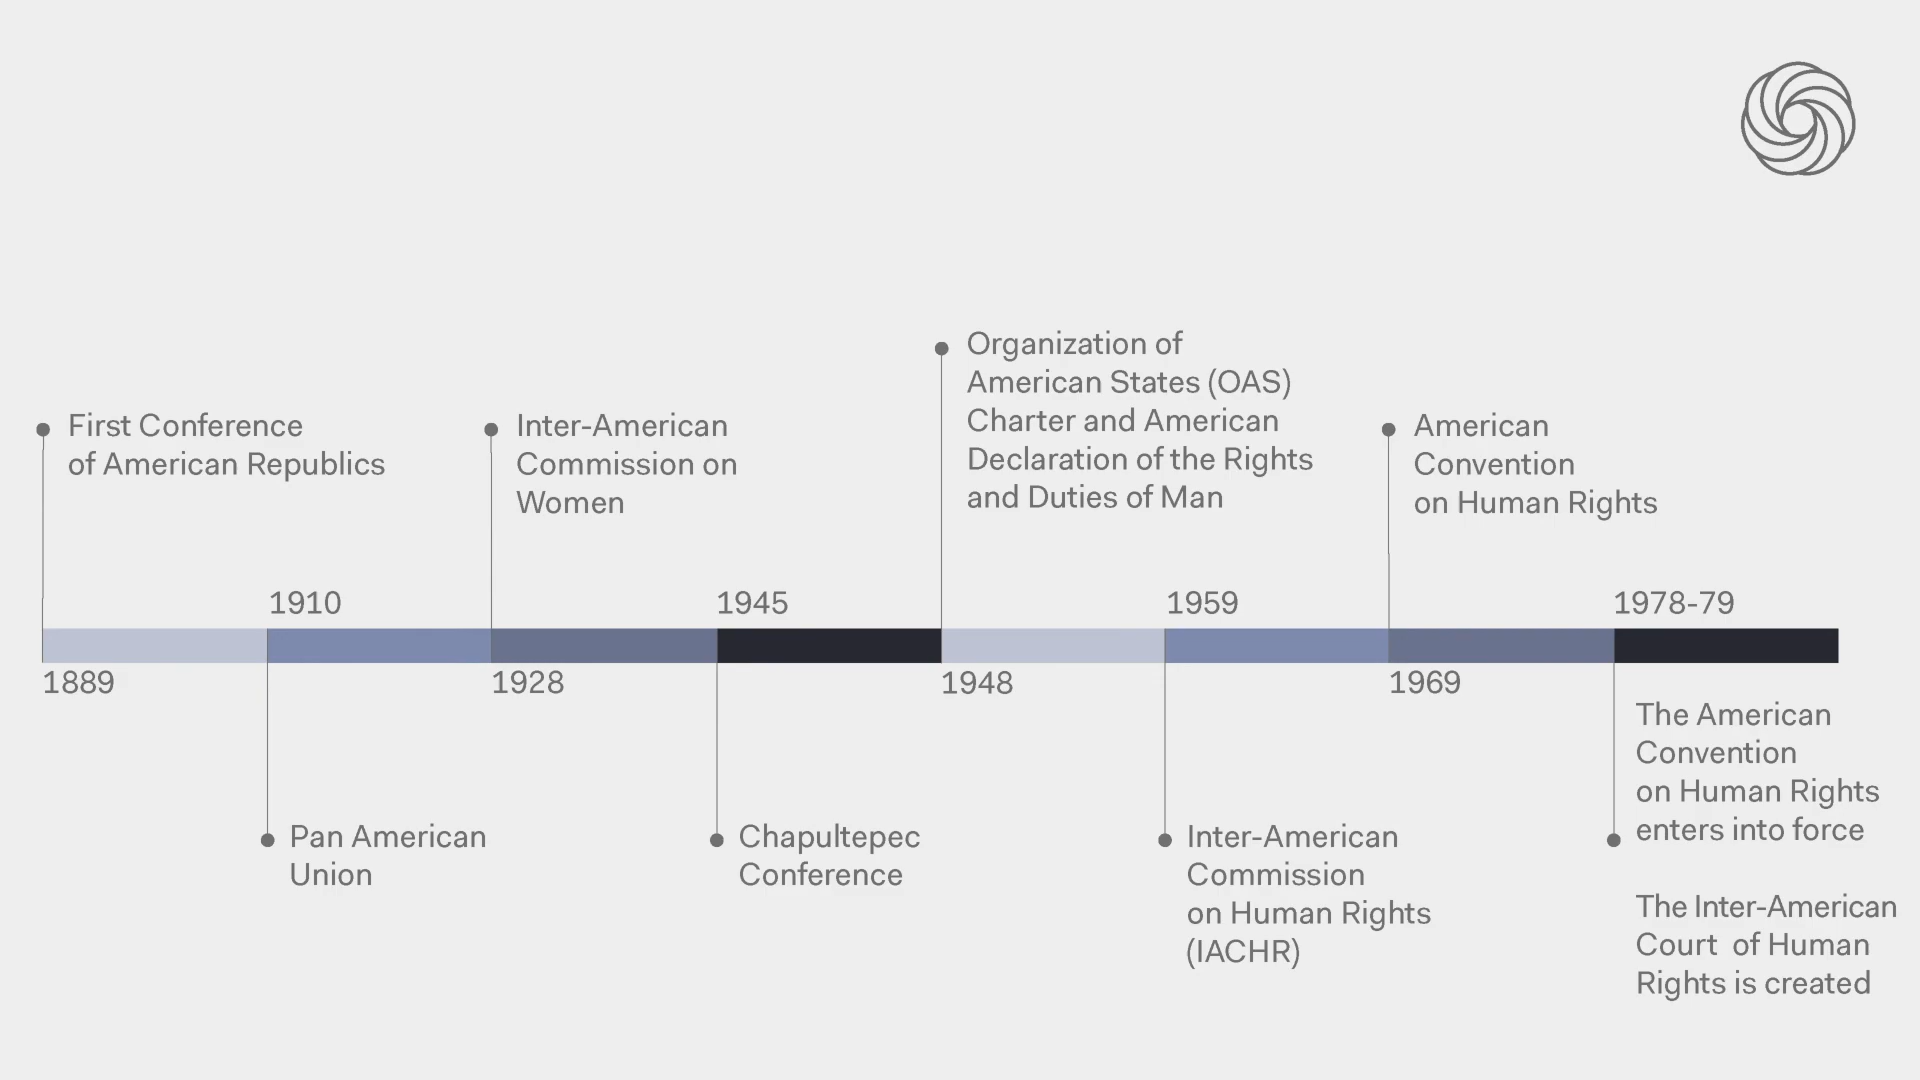 First Conference
of American Republics
1889
1910
Pan American
Union
Inter-American
Commission on
Women
1928
1945
Chapultepec
Conference
Organization of
American States (OAS)
Charter and American
Declaration of the Rights
and Duties of Man
1948
1959
Inter-American
Commission
on Human Rights
(IACHR)
American
Convention
on Human Rights
1969
1978-79
The American
Convention
on Human Rights
enters into force
The Inter-American
Court  of Human
Rights is created